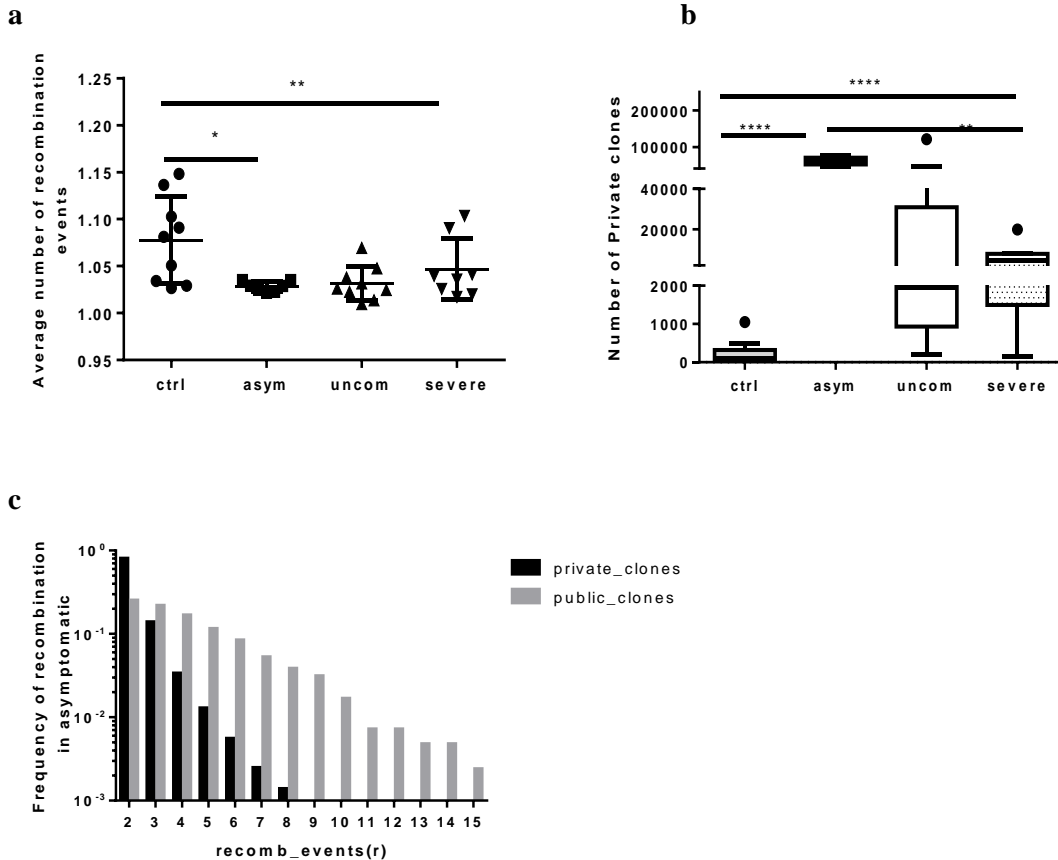 a
Average number of recombination
events
1.25
1.20
1.15
1.10
1.05
1.00
0.95
**
*
ctrl asym uncom severe
b
Number of Private clones
200000
100000
40000
20000
2000
1000
0
****
**** **
ctrl asym uncom severe
c
Frequency of recombination
in asymptomatic
10^0
10^-1
10^-2
10^-3
2 3 4 5 6 7 8 9 10 11 12 13 14 15
recomb_events(r)
private_clones
public_clones